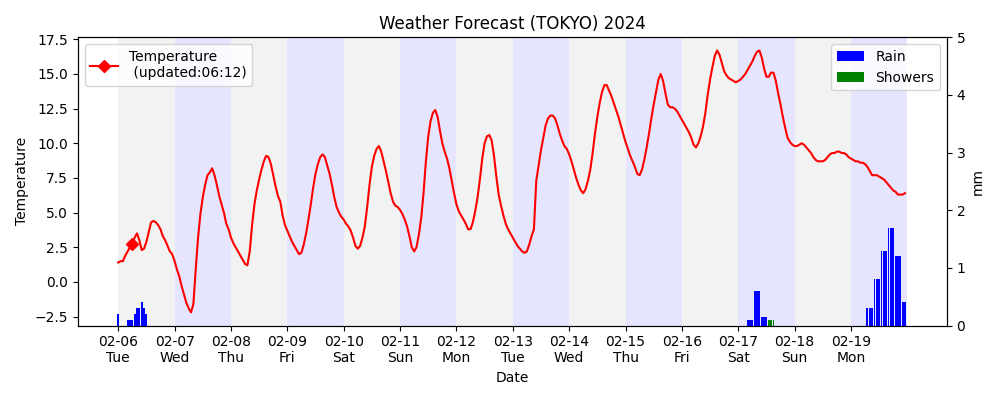 Weather Forecast (TOKYO) 2024
Temperature
(updated:06:12)
Rain
Showers
17.5
15.0
12.5
10.0
7.5
5.0
2.5
0.0
−2.5
Temperature
5
4
3
2
1
0
mm
02-06 02-07 02-08 02-09 02-10 02-11 02-12 02-13 02-14 02-15 02-16 02-17 02-18 02-19
Tue Wed Thu Fri Sat Sun Mon Tue Wed Thu Fri Sat Sun Mon
Date